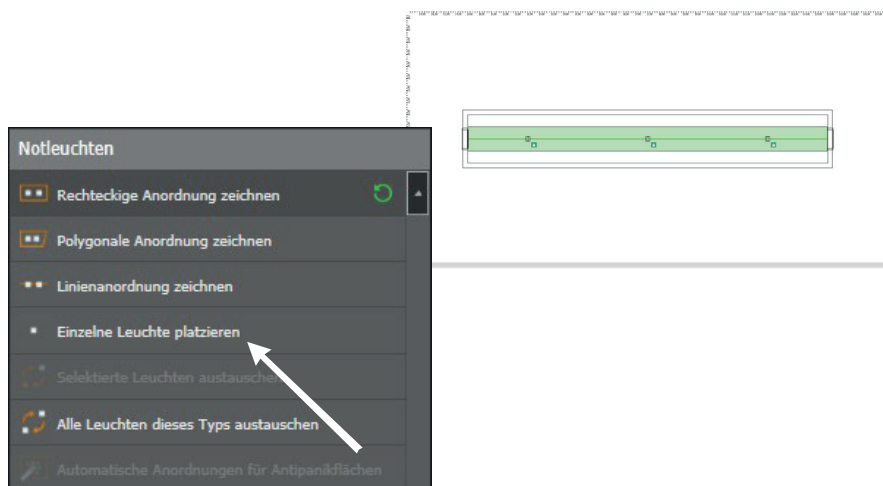 Notleuchten
Rechteckige Anordnung zeichnen
Polygonale Anordnung zeichnen
Linienanordnung zeichnen
Einzelne Leuchte platzieren
Selektierte Leuchten austauschen
Alle Leuchten dieses Typs austauschen
Automatische Anordnungen für Antipanikflächen